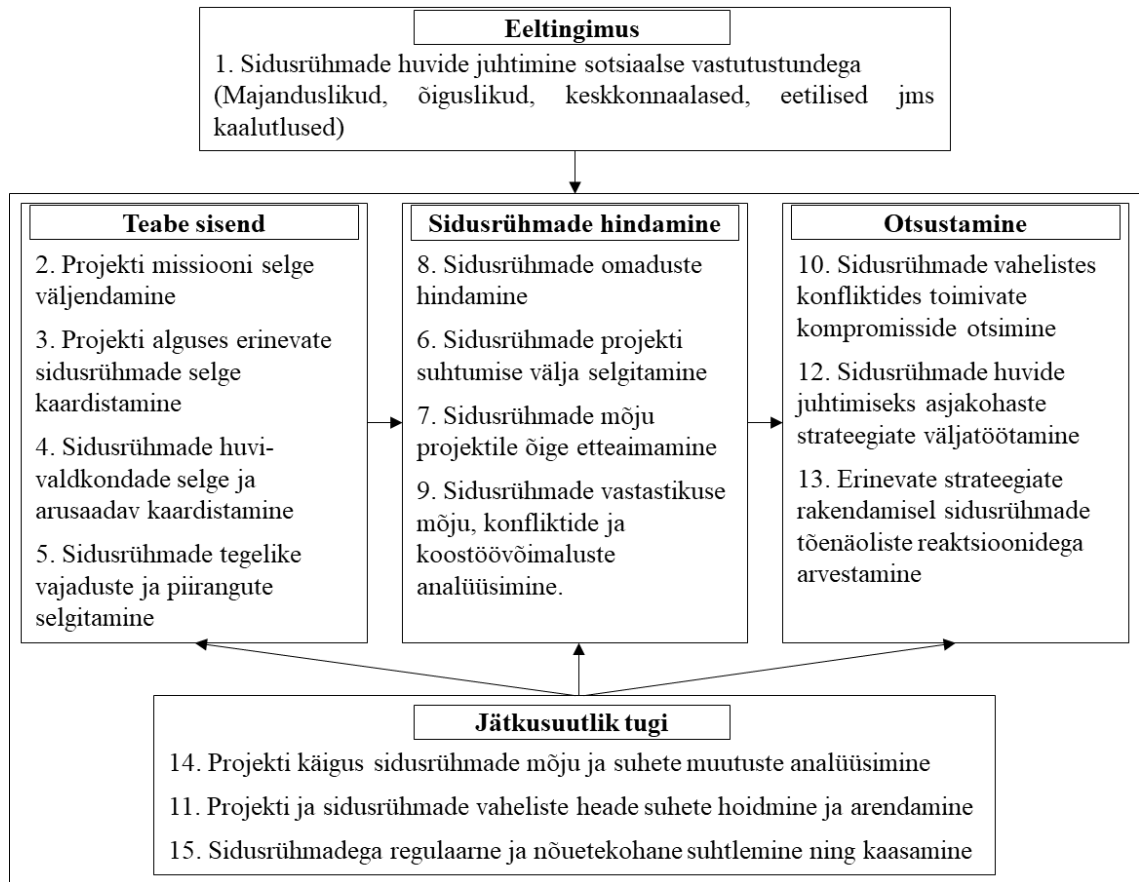 Eeltingimus
1. Sidusrühmade huvide juhtimine sotsiaalse vastutustundega
(Majanduslikud, õiguslikud, keskkonnaalased, eetilised jms
kaalutlused)
Teabe sisend
2. Projekti missiooni selge
väljendamine
3. Projekti alguses erinevate
sidusrühmade selge
kaardistamine
4. Sidusrühmade huvi-
valdkondade selge ja
arusaadav kaardistamine
5. Sidusrühmade tegelike
vajaduste ja piirangute
selgitamine
Sidusrühmade hindamine
8. Sidusrühmade omaduste
hindamine
6. Sidusrühmade projekti
suhtumise välja selgitamine
7. Sidusrühmade mõju
projektile õige etteaimamine
9. Sidusrühmade vastastikuse
mõju, konfliktide ja
koostöövõimaluste
analüüsimine.
Otsustamine
10. Sidusrühmade vahelistes
konfliktides toimivate
kompromisside otsimine
12. Sidusrühmade huvide
juhtimiseks asjakohaste
strateegiate väljatöötamine
13. Erinevate strateegiate
rakendamisel sidusrühmade
tõenäoliste reaktsioonidega
arvestamine
Jätkusuutlik tugi
14. Projekti käigus sidusrühmade mõju ja suhete muutuste analüüsimine
11. Projekti ja sidusrühmade vaheliste heade suhete hoidmine ja arendamine
15. Sidusrühmadega regulaarne ja nõuetekohane suhtlemine ning kaasamine